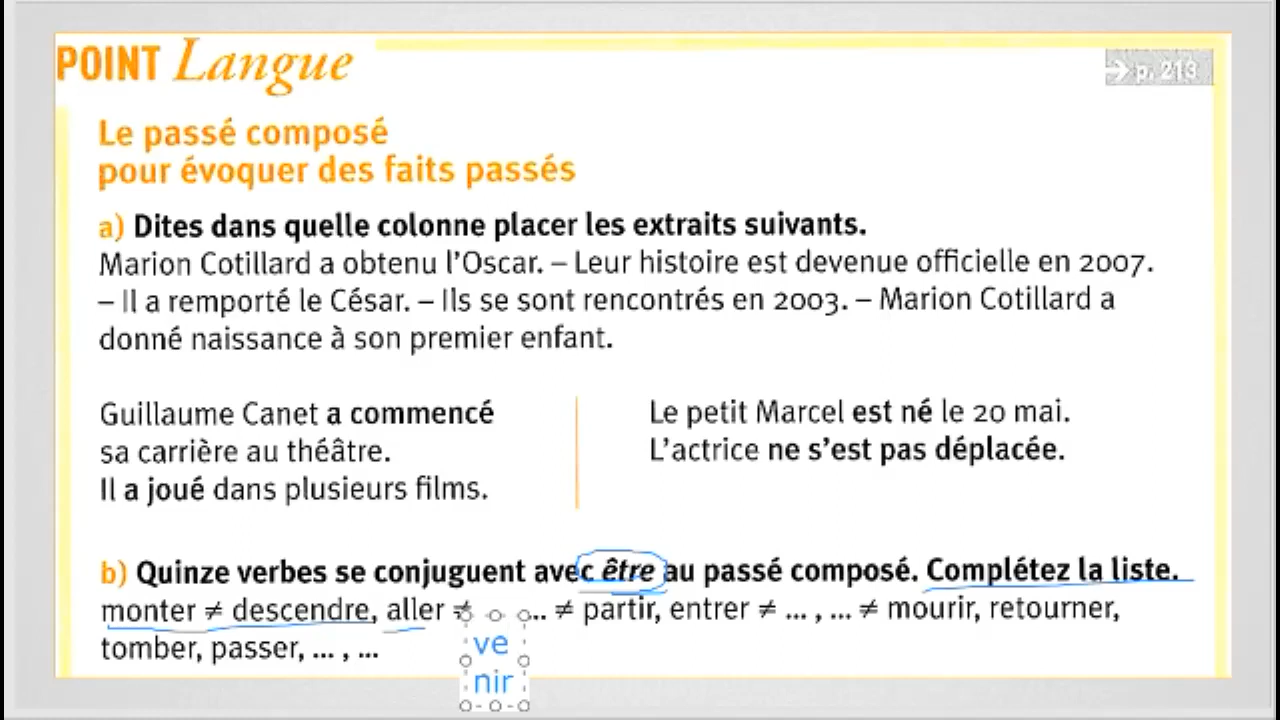 POINT Langue
→ p. 213
Le passé composé
pour évoquer des faits passés
a) Dites dans quelle colonne placer les extraits suivants.
Marion Cotillard a obtenu l'Oscar. – Leur histoire est devenue officielle en 2007.
– Il a remporté le César. – Ils se sont rencontrés en 2003. – Marion Cotillard a
donné naissance à son premier enfant.
Guillaume Canet a commencé
sa carrière au théâtre.
Il a joué dans plusieurs films.
Le petit Marcel est né le 20 mai.
L'actrice ne s'est pas déplacée.
b) Quinze verbes se conjuguent avec être au passé composé. Complétez la liste.
monter ≠ descendre, aller ≠ .. ≠ partir, entrer ≠ ... , ... ≠ mourir, retourner,
tomber, passer, ... , ...
ve
nir